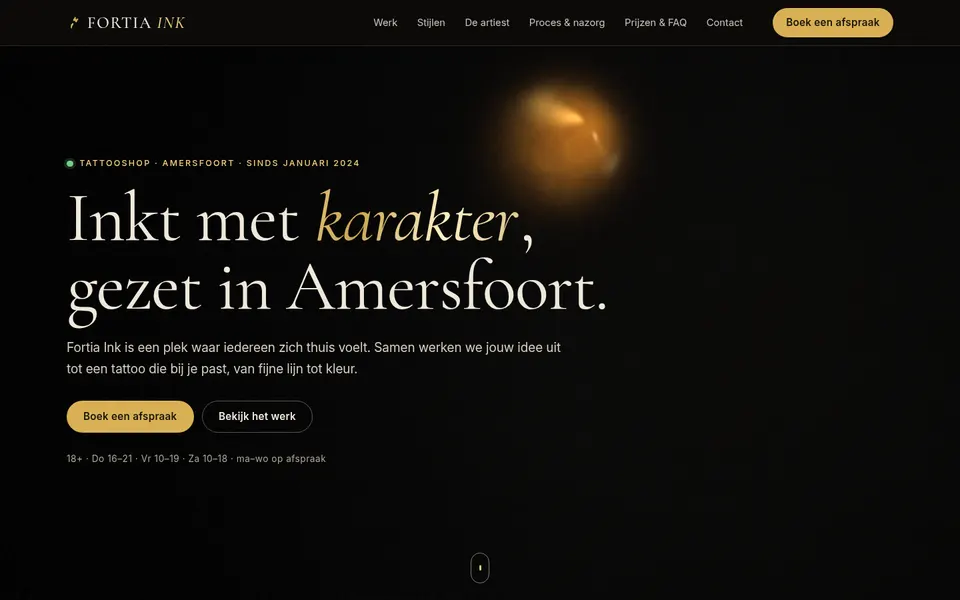 FORTIA INK
Werk
Stijlen
De artiest
Proces & nazorg
Prijzen & FAQ
Contact
Boek een afspraak
TATTOOSHOP · AMERSFOORT · SINDS JANUARI 2024
Inkt met karakter,
gezet in Amersfoort.
Fortia Ink is een plek waar iedereen zich thuis voelt. Samen werken we jouw idee uit
tot een tattoo die bij je past, van fijne lijn tot kleur.
Boek een afspraak
Bekijk het werk
18+ · Do 16–21 · Vr 10–19 · Za 10–18 · ma–wo op afspraak